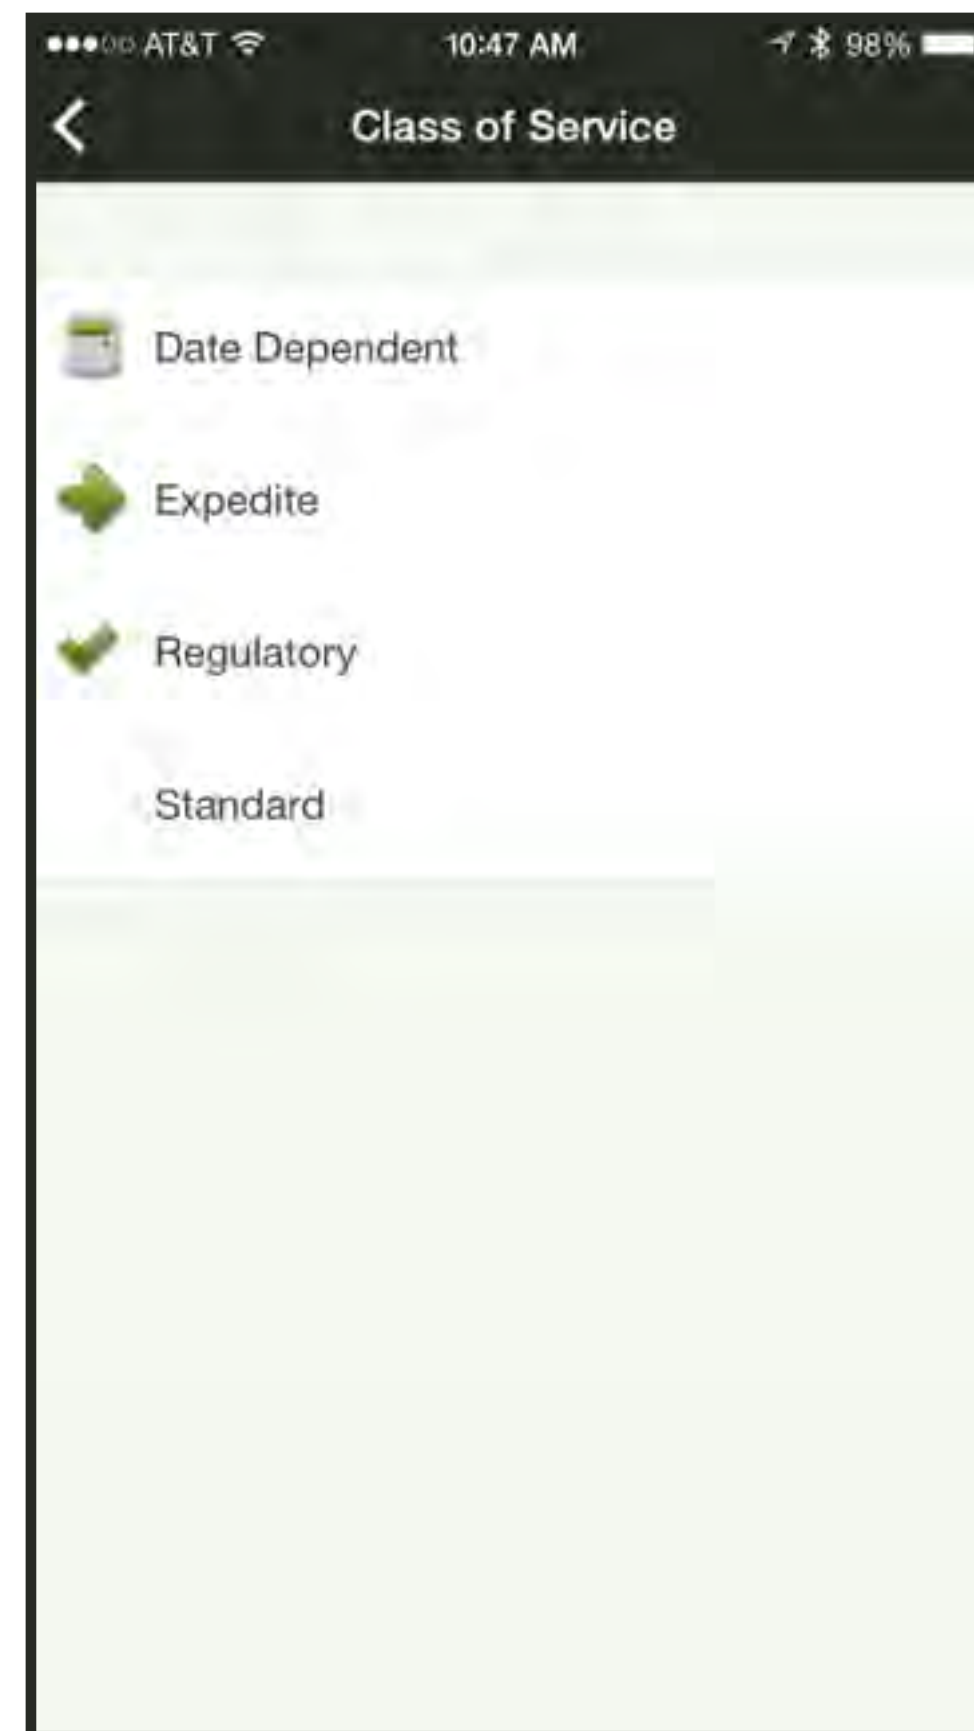 AT&T 10:47 AM 98%
Class of Service
Date Dependent
Expedite
Regulatory
Standard